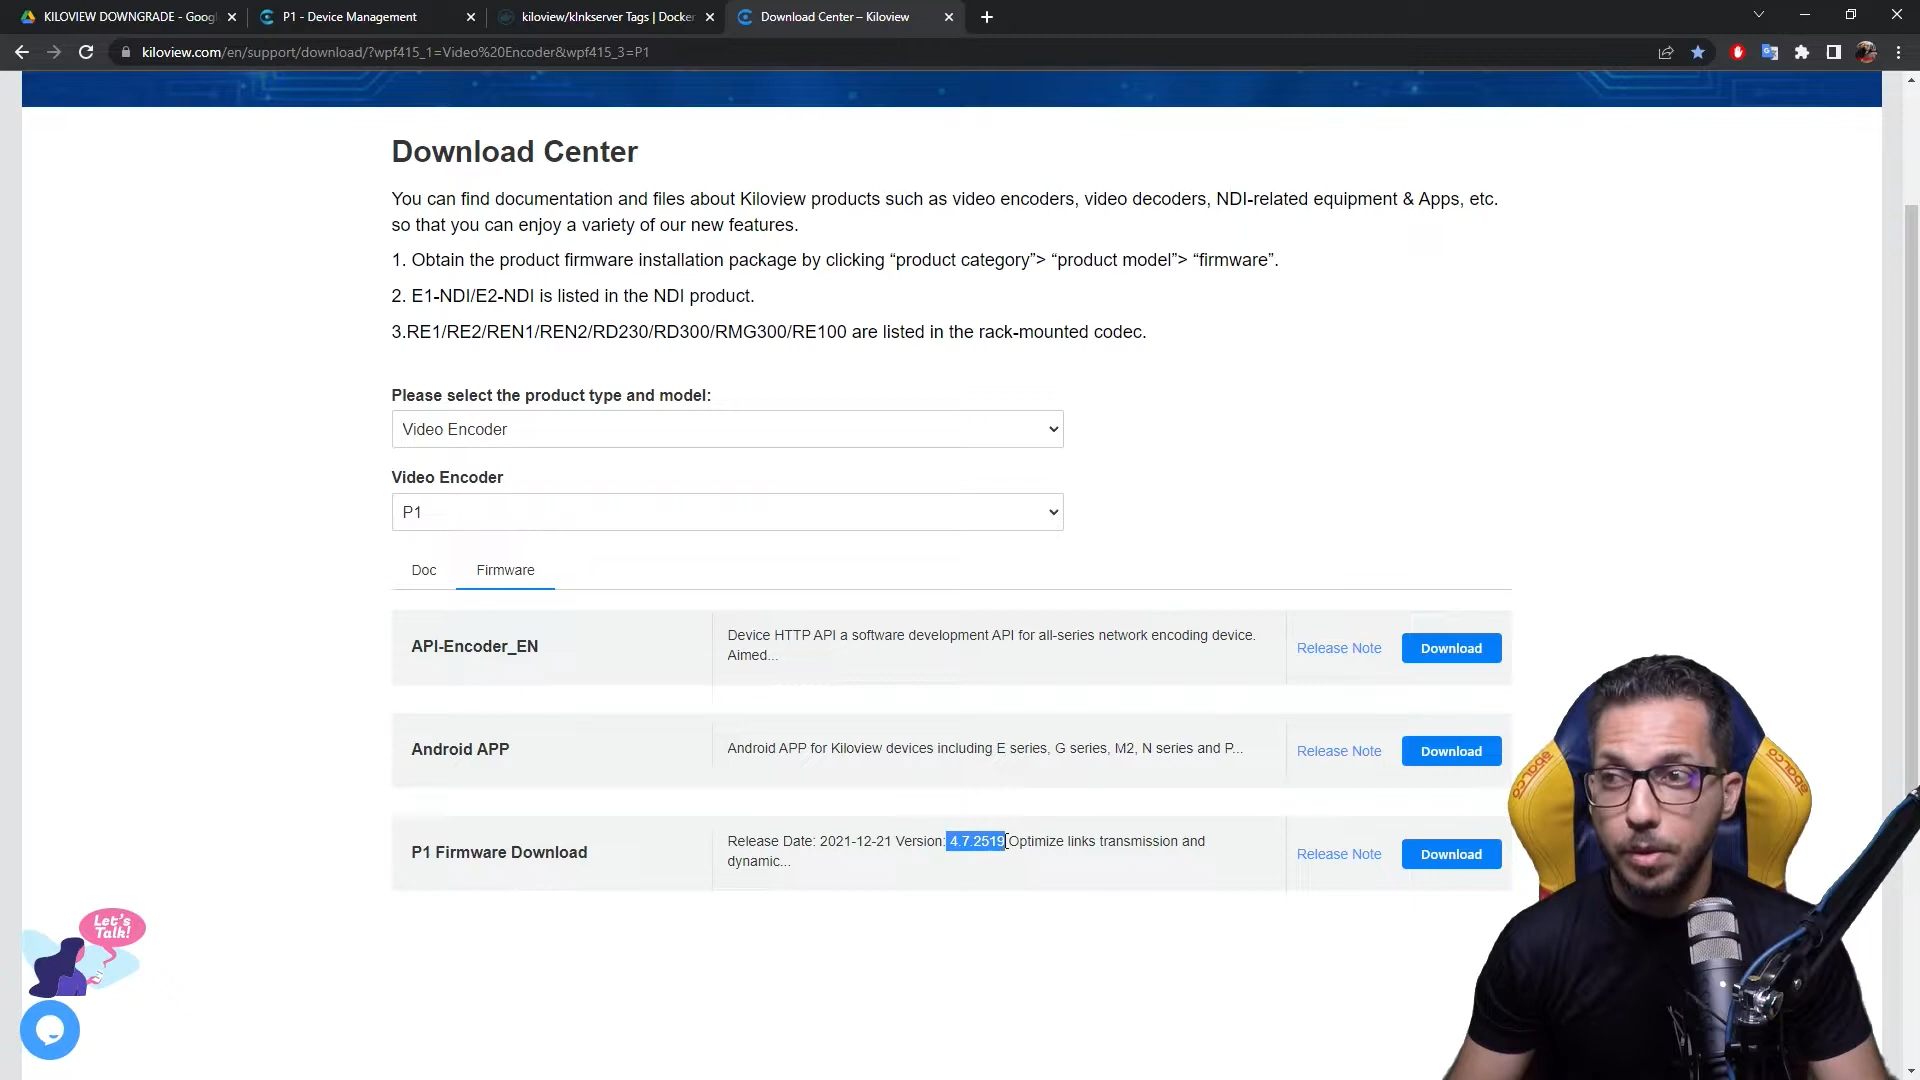 KILOVIEW DOWNGRADE - Googl
P1 - Device Management
kiloview/klnkserver Tags | Docker
Download Center – Kiloview
kiloview.com/en/support/download/?wpf415_1=Video%20Encoder&wpf415_3=P1
Download Center
You can find documentation and files about Kiloview products such as video encoders, video decoders, NDI-related equipment & Apps, etc.
so that you can enjoy a variety of our new features.
1. Obtain the product firmware installation package by clicking “product category”> “product model”> “firmware”.
2. E1-NDI/E2-NDI is listed in the NDI product.
3.RE1/RE2/REN1/REN2/RD230/RD300/RMG300/RE100 are listed in the rack-mounted codec.
Please select the product type and model:
Video Encoder
Video Encoder
P1
Doc Firmware
API-Encoder_EN
Device HTTP API a software development API for all-series network encoding device.
Aimed...
Release Note
Download
Android APP
Android APP for Kiloview devices including E series, G series, M2, N series and P...
Release Note
Download
P1 Firmware Download
Release Date: 2021-12-21 Version: 4.7.2519 Optimize links transmission and
dynamic...
Release Note
Download
Let's
Talk!
sparco
sparco